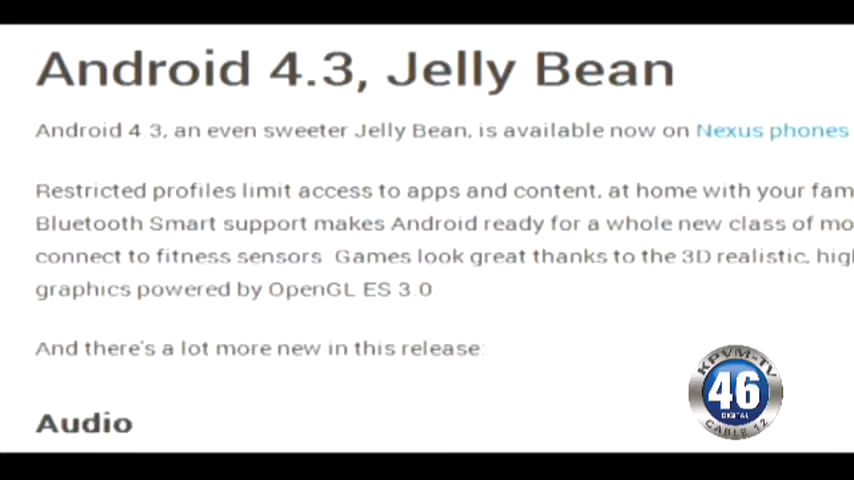 Android 4.3, Jelly Bean
Android 4.3, an even sweeter Jelly Bean, is available now on Nexus phones
Restricted profiles limit access to apps and content, at home with your fam
Bluetooth Smart support makes Android ready for a whole new class of mo
connect to fitness sensors. Games look great thanks to the 3D realistic, hig
graphics powered by OpenGL ES 3.0.
And there's a lot more new in this release:
KPVM-TV
46
DIGITAL
CABLE 12
Audio